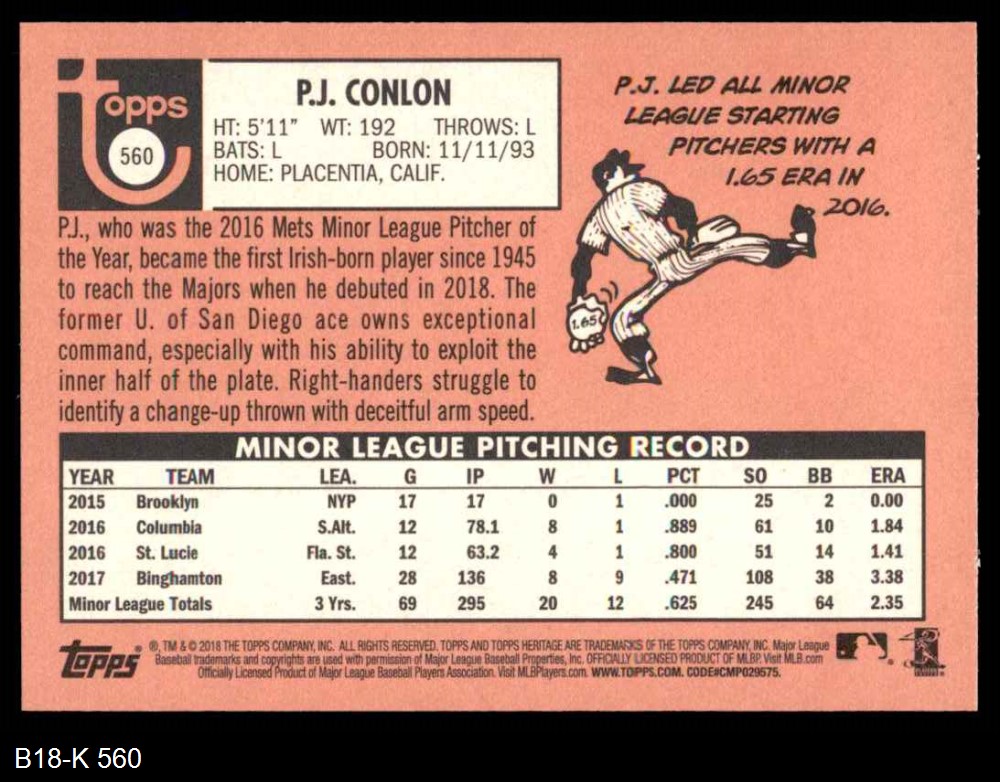 topps
560
P.J. CONLON
HT: 5'11" WT: 192 THROWS: L
BATS: L BORN: 11/11/93
HOME: PLACENTIA, CALIF.
P.J. LED ALL MINOR
LEAGUE STARTING
PITCHERS WITH A
1.65 ERA IN
2016.
1.65
P.J., who was the 2016 Mets Minor League Pitcher of
the Year, became the first Irish-born player since 1945
to reach the Majors when he debuted in 2018. The
former U. of San Diego ace owns exceptional
command, especially with his ability to exploit the
inner half of the plate. Right-handers struggle to
identify a change-up thrown with deceitful arm speed.
MINOR LEAGUE PITCHING RECORD
YEAR TEAM LEA. G IP W L PCT SO BB ERA
2015 Brooklyn NYP 17 17 0 1 .000 25 2 0.00
2016 Columbia S.Alt. 12 78.1 8 1 .889 61 10 1.84
2016 St. Lucie Fla. St. 12 63.2 4 1 .800 51 14 1.41
2017 Binghamton East. 28 136 8 9 .471 108 38 3.38
Minor League Totals 3 Yrs. 69 295 20 12 .625 245 64 2.35
topps
®, TM & © 2018 THE TOPPS COMPANY, INC. ALL RIGHTS RESERVED. TOPPS AND TOPPS HERITAGE ARE TRADEMARKS OF THE TOPPS COMPANY, INC. Major League
Baseball trademarks and copyrights are used with permission of Major League Baseball Properties, Inc. OFFICIALLY LICENSED PRODUCT OF MLBP. Visit MLB.com
Officially Licensed Product of Major League Baseball Players Association. Visit MLBPlayers.com. WWW.TOPPS.COM. CODE#CMP029575.
B18-K 560